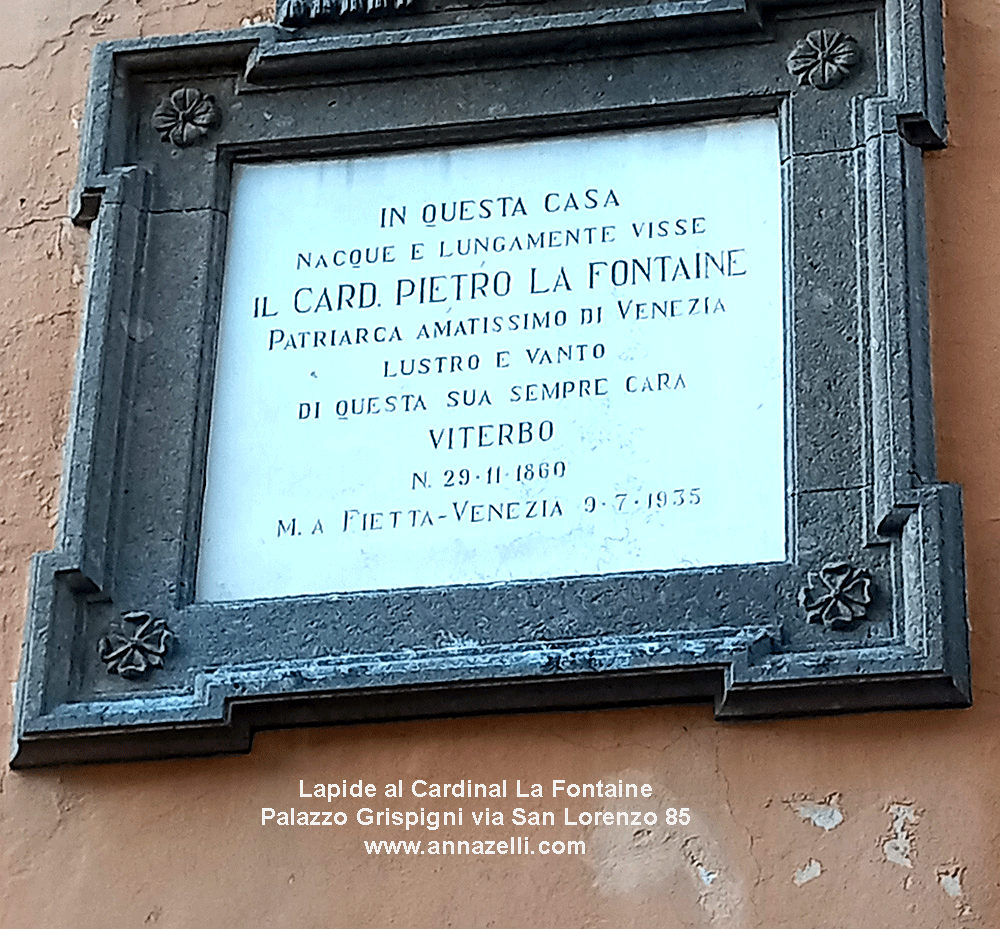 IN QUESTA CASA
NACQUE E LUNGAMENTE VISSE
IL CARD. PIETRO LA FONTAINE
PATRIARCA AMATISSIMO DI VENEZIA
LUSTRO E VANTO
DI QUESTA SUA SEMPRE CARA
VITERBO
N. 29·11·1860
M. A FIETTA-VENEZIA 9·7·1935
Lapide al Cardinal La Fontaine
Palazzo Grispigni via San Lorenzo 85
www.annazelli.com